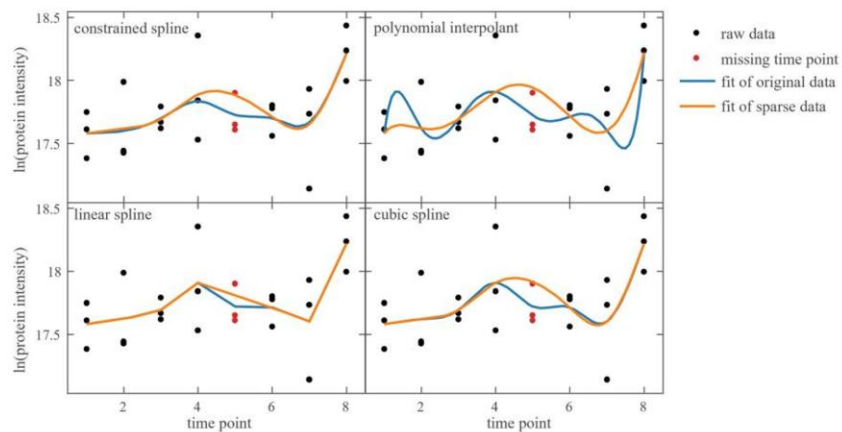 18.5
constrained spline
polynomial interpolant
raw data
missing time point
18
fit of original data
fit of sparse data
17.5
ln(protein intensity)
18.5
linear spline
cubic spline
18
17.5
ln(protein intensity)
2 4 6 8 2 4 6 8
time point time point